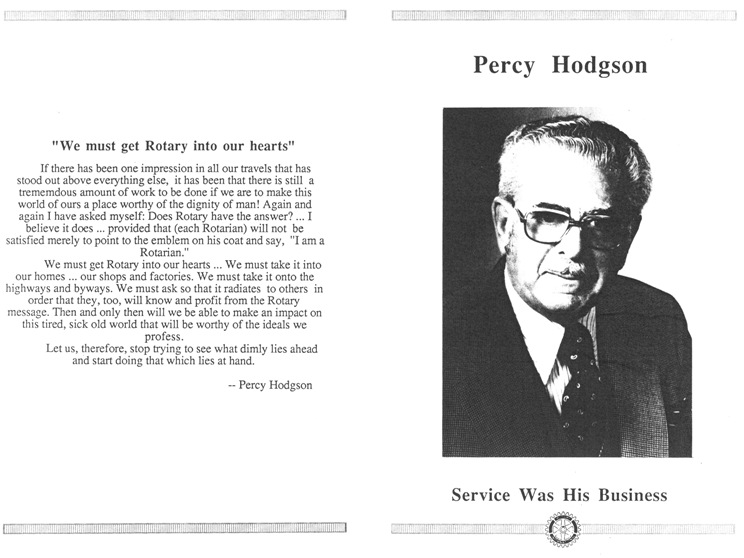 "We must get Rotary into our hearts"
If there has been one impression in all our travels that has
stood out above everything else, it has been that there is still a
trememdous amount of work to be done if we are to make this
world of ours a place worthy of the dignity of man! Again and
again I have asked myself: Does Rotary have the answer? ... I
believe it does ... provided that (each Rotarian) will not be
satisfied merely to point to the emblem on his coat and say, "I am a
Rotarian."
We must get Rotary into our hearts ... We must take it into
our homes ... our shops and factories. We must take it onto the
highways and byways. We must ask so that it radiates to others in
order that they, too, will know and profit from the Rotary
message. Then and only then will we be able to make an impact on
this tired, sick old world that will be worthy of the ideals we
profess.
Let us, therefore, stop trying to see what dimly lies ahead
and start doing that which lies at hand.
-- Percy Hodgson
Percy Hodgson
Service Was His Business